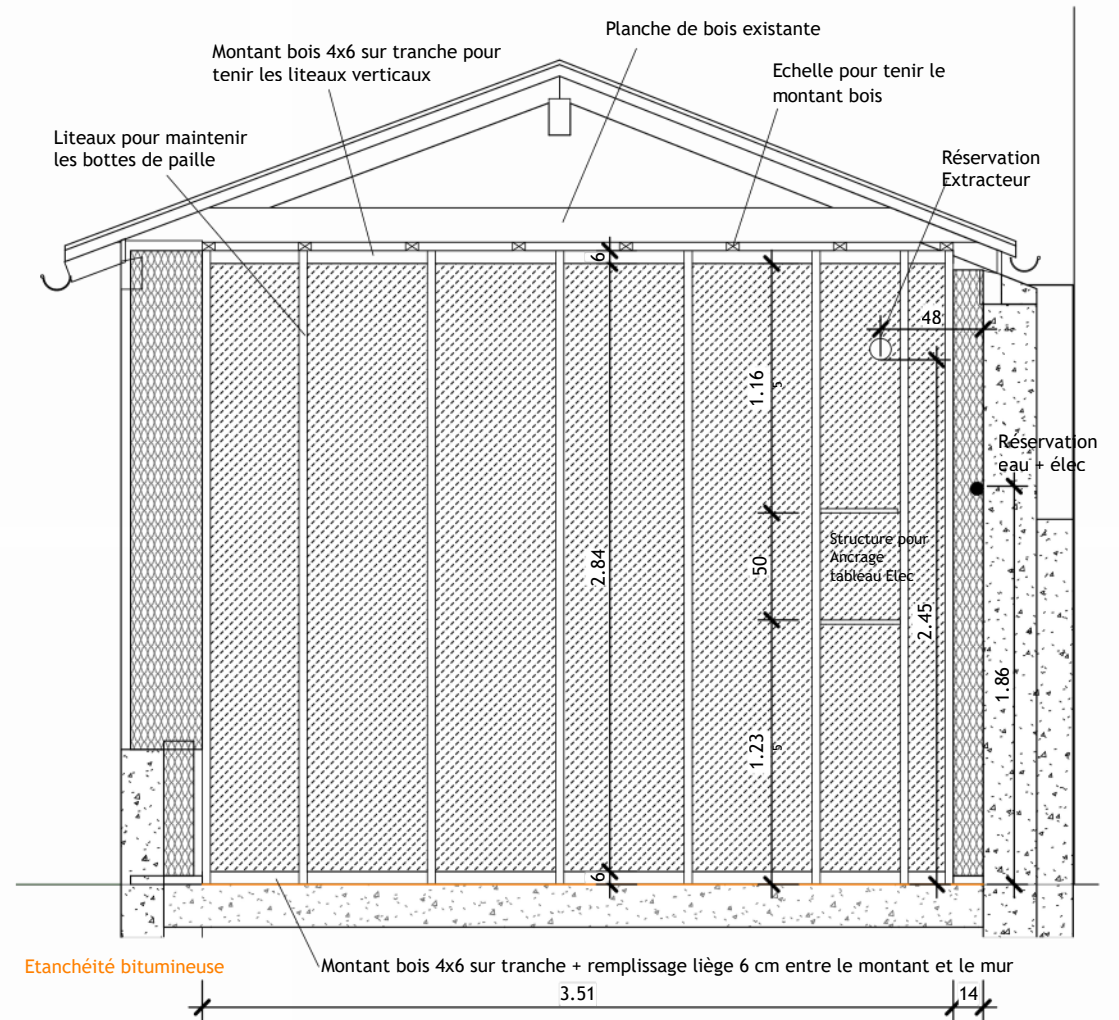 Planche de bois existante
Montant bois 4x6 sur tranche pour
tenir les liteaux verticaux
Echelle pour tenir le
montant bois
Liteaux pour maintenir
les bottes de paille
Réservation
Extracteur
6
48
1.16
5
Réservation
eau + élec
Structure pour
Ancrage
tableau Elec
2.84
50
2.45
1.86
1.23
5
6
Etanchéité bitumineuse
Montant bois 4x6 sur tranche + remplissage liège 6 cm entre le montant et le mur
3.51
14